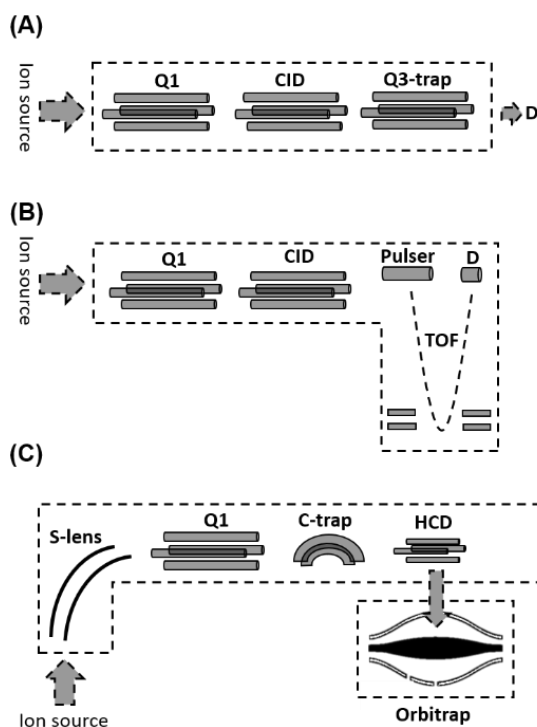 (A)
Ion source
Q1 CID Q3-trap
D
(B)
Ion source
Q1 CID Pulser D
TOF
(C)
S-lens Q1 C-trap HCD
Ion source
Orbitrap